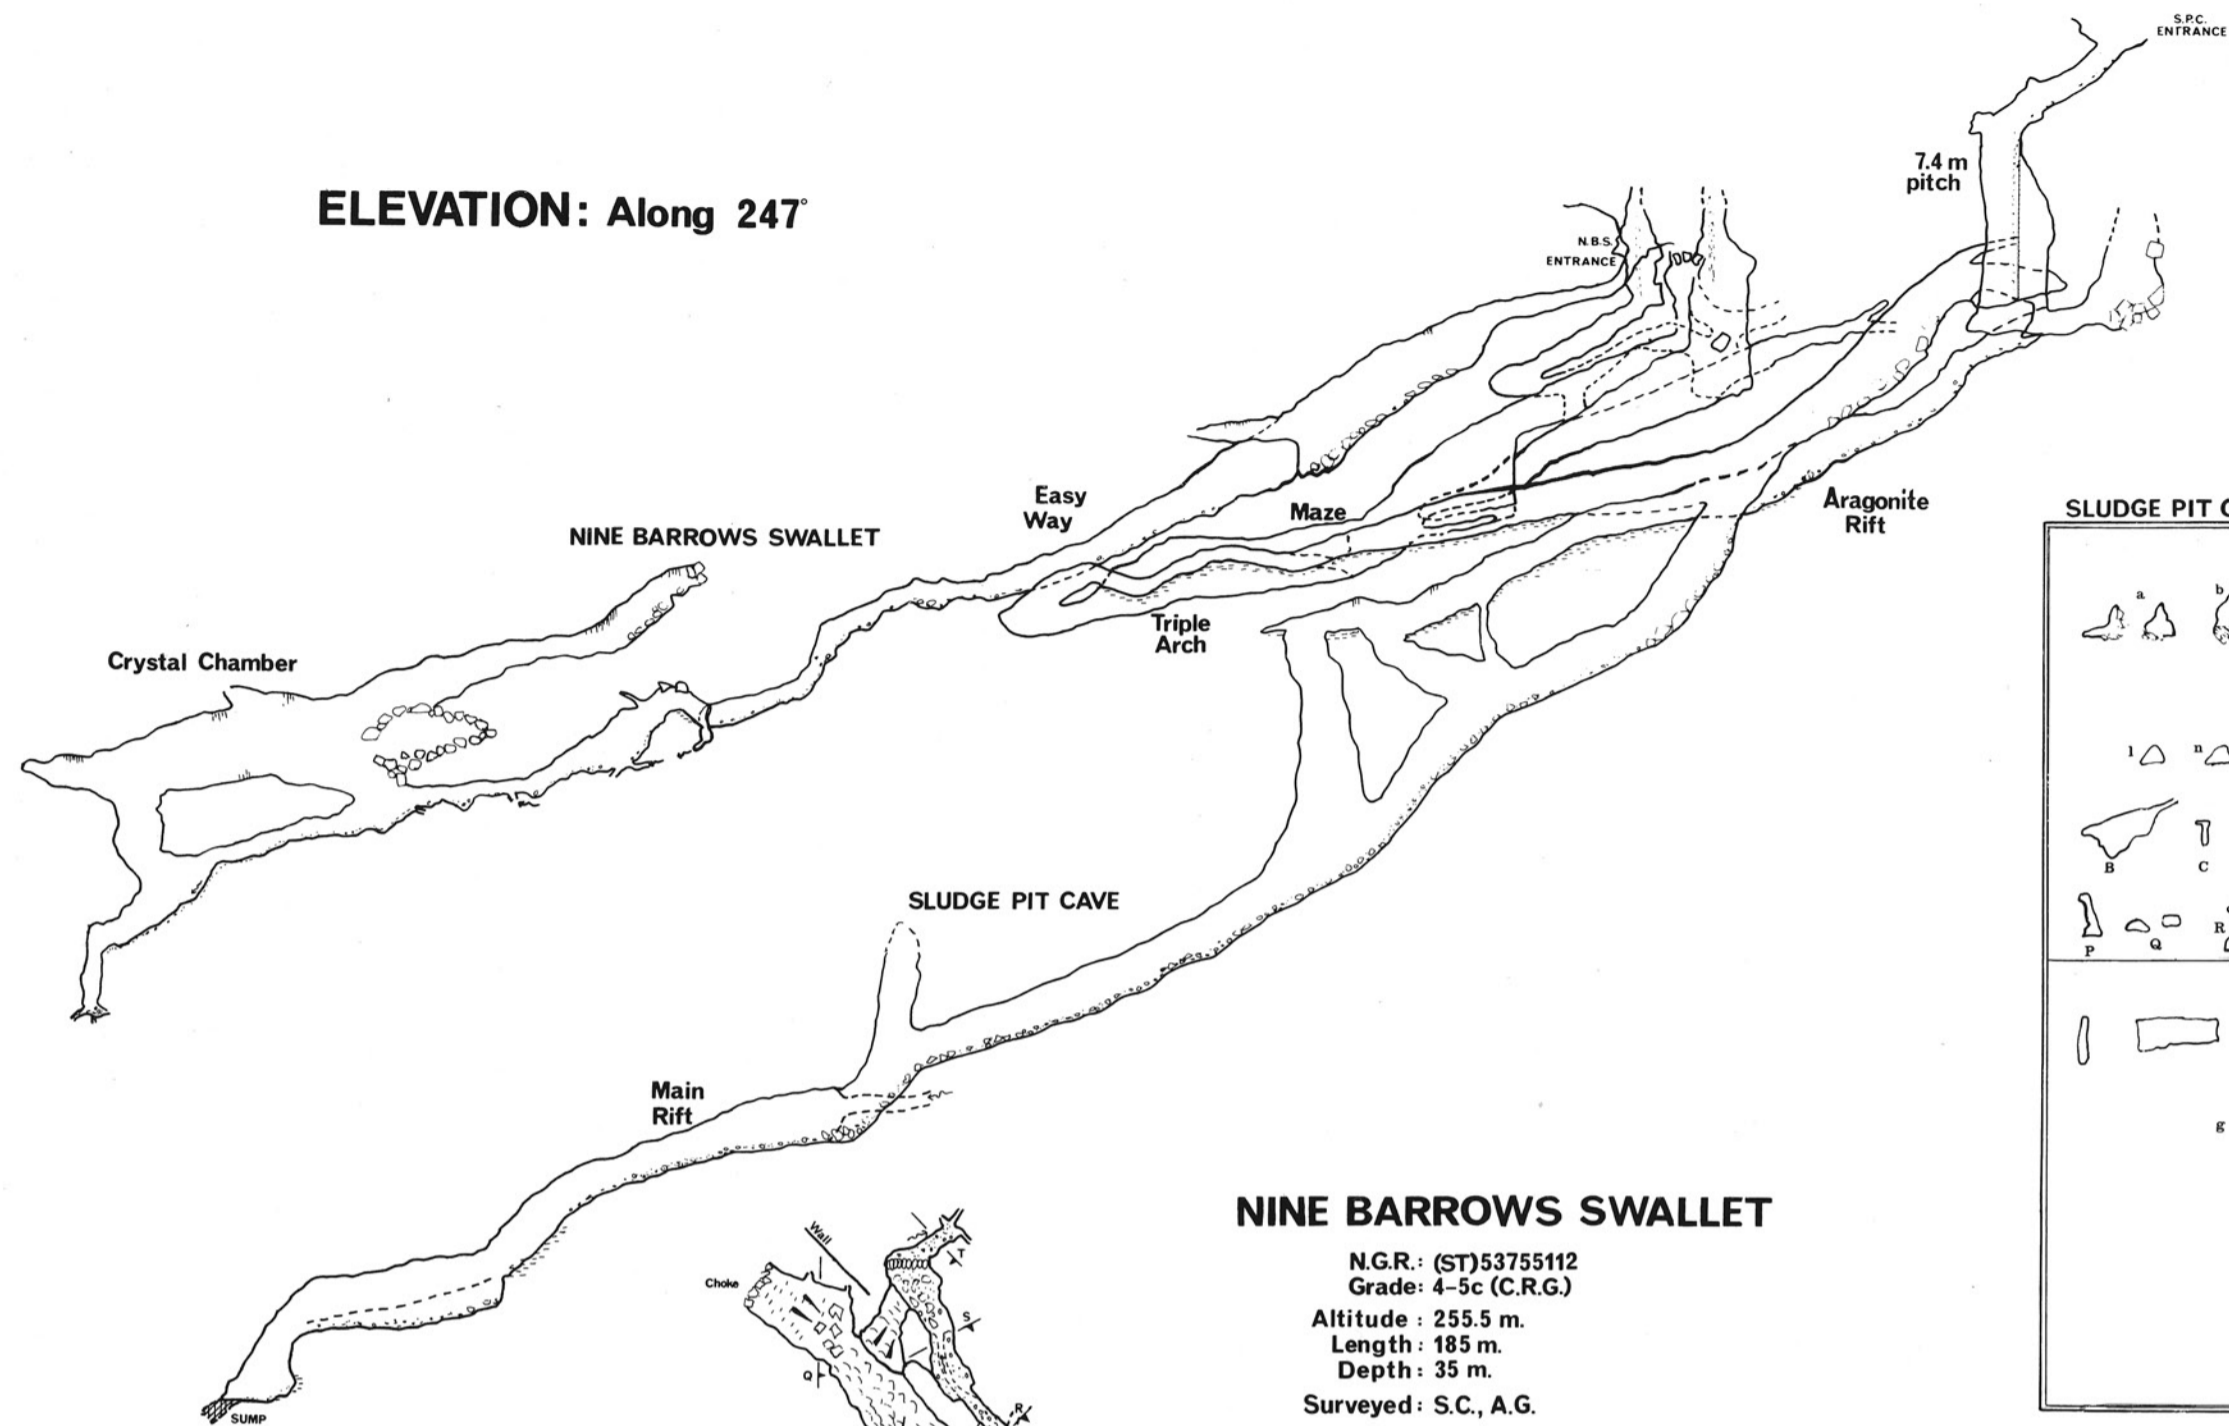 S.P.C.
ENTRANCE
7.4 m
pitch
ELEVATION: Along 247°
N.B.S.
ENTRANCE
Easy
Way
Maze
Aragonite
Rift
SLUDGE PIT
NINE BARROWS SWALLET
a
b
Triple
Arch
Crystal Chamber
l
n
B
C
SLUDGE PIT CAVE
P
Q
R
Main
Rift
g
NINE BARROWS SWALLET
Wall
T
Choke
N.G.R.: (ST)53755112
Grade: 4-5c (C.R.G.)
S
Altitude : 255.5 m.
Length : 185 m.
Q
Depth : 35 m.
R
Surveyed : S.C., A.G.
SUMP